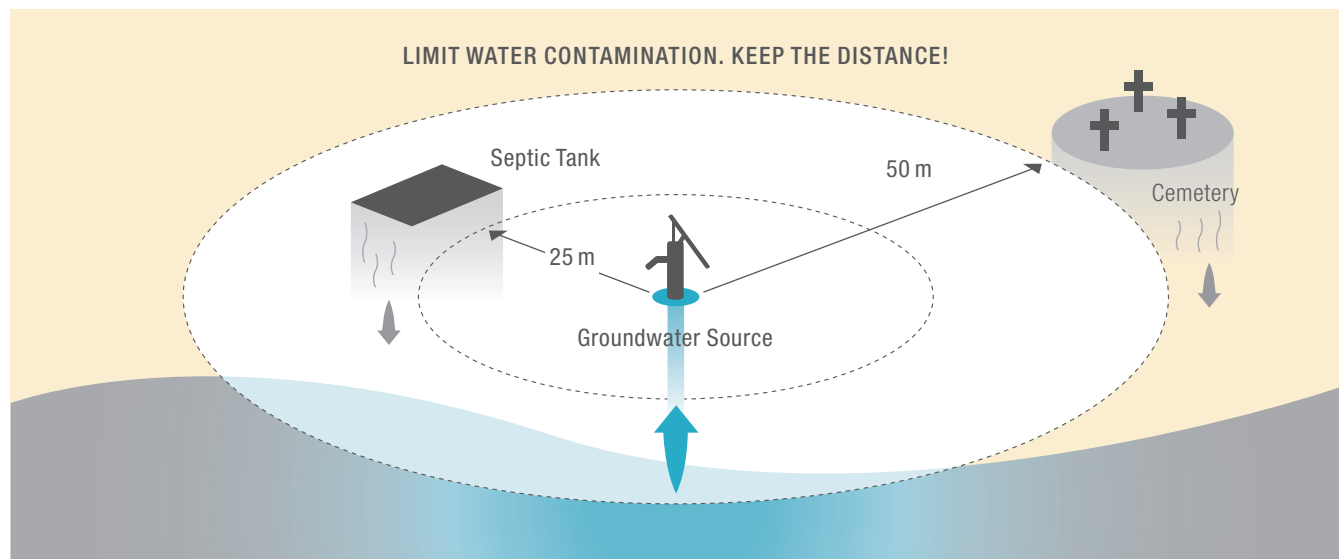 LIMIT WATER CONTAMINATION. KEEP THE DISTANCE!
Septic Tank
50 m
Cemetery
25 m
Groundwater Source